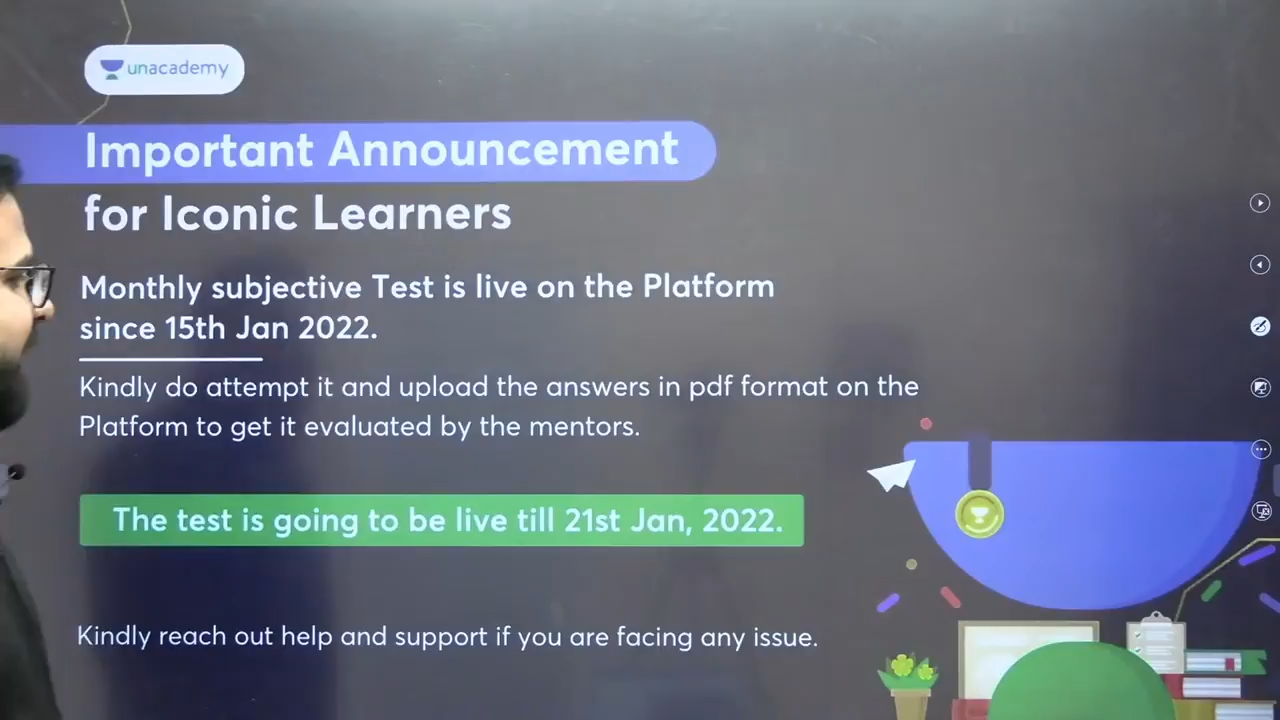 unacademy
Important Announcement
for Iconic Learners
Monthly subjective Test is live on the Platform
since 15th Jan 2022.
Kindly do attempt it and upload the answers in pdf format on the
Platform to get it evaluated by the mentors.
The test is going to be live till 21st Jan, 2022.
Kindly reach out help and support if you are facing any issue.